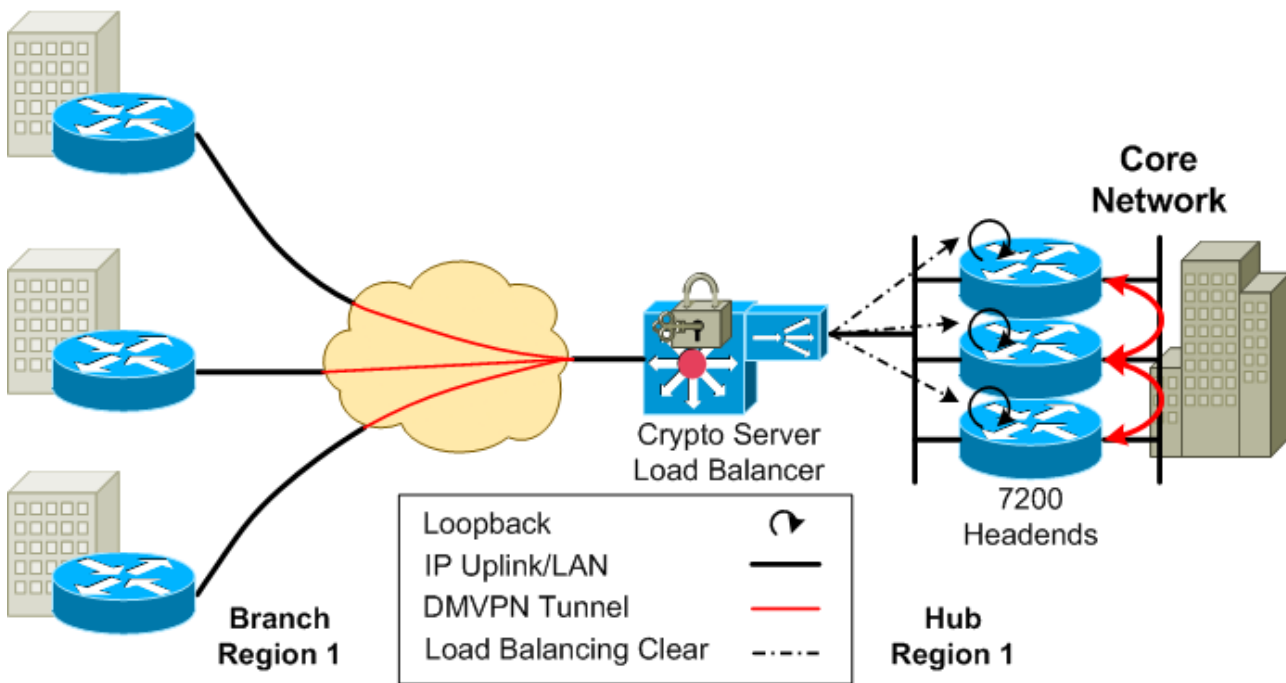 Core
Network
Crypto Server
Load Balancer
7200
Headends
Loopback
IP Uplink/LAN
DMVPN Tunnel
Load Balancing Clear
Branch
Region 1
Hub
Region 1